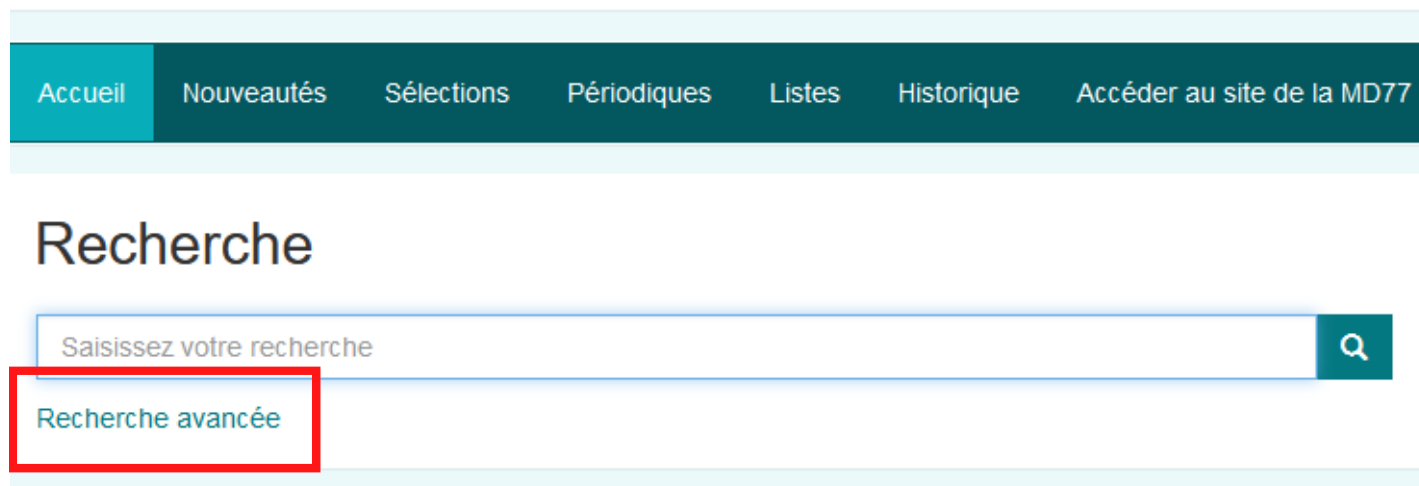 Accueil Nouveautés Sélections Périodiques Listes Historique Accéder au site de la MD77
Recherche
Saisissez votre recherche
Recherche avancée